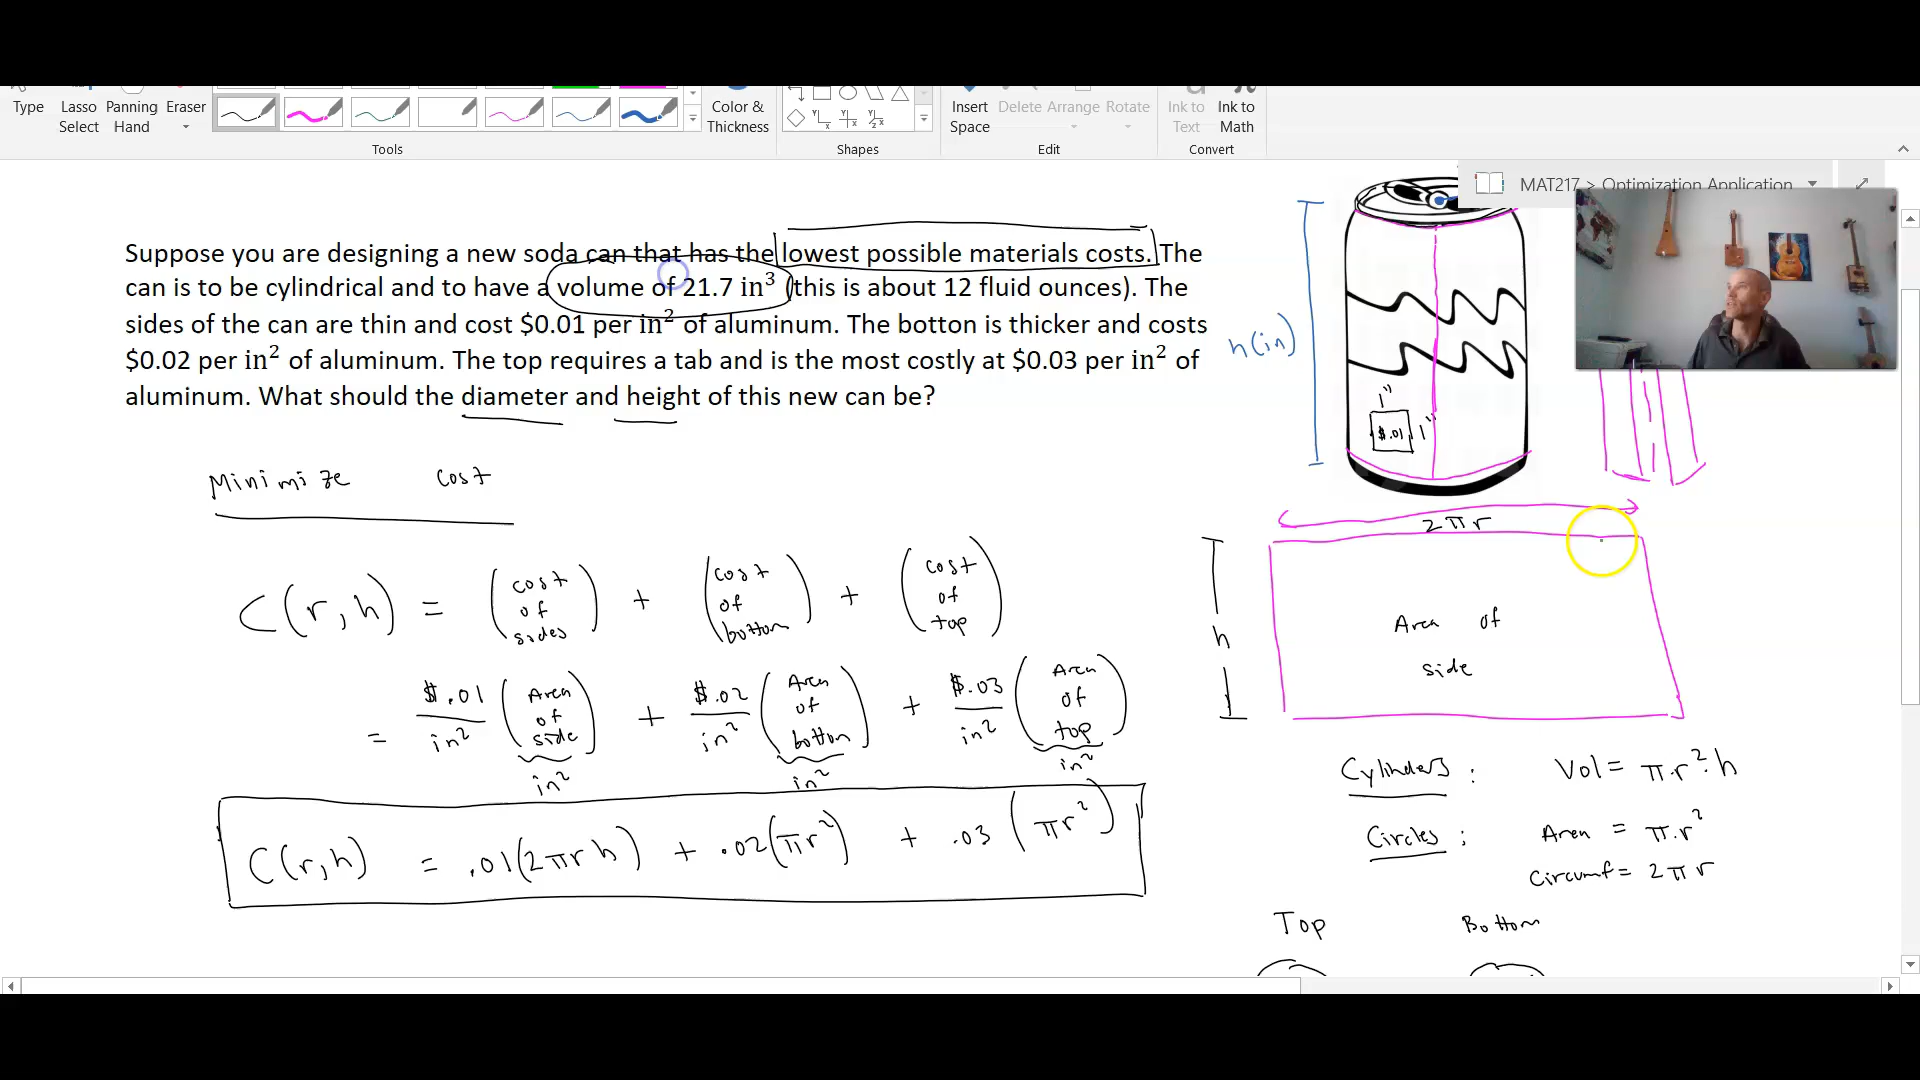 Type
Lasso Select
Panning Hand
Eraser
Color & Thickness
Insert Space
Delete
Arrange
Rotate
Ink to Text
Ink to Math
Tools
Shapes
Edit
Convert
MAT217 > Optimization Application
Suppose you are designing a new soda can that has the lowest possible materials costs. The
can is to be cylindrical and to have a volume of 21.7 in³ (this is about 12 fluid ounces). The
sides of the can are thin and cost $0.01 per in² of aluminum. The botton is thicker and costs
$0.02 per in² of aluminum. The top requires a tab and is the most costly at $0.03 per in² of
aluminum. What should the diameter and height of this new can be?
h(in)
1"
$.01 1"
Minimize cost
C(r,h) = (cost of sides) + (cost of bottom) + (cost of top)
= $.01/in² (Area of side) + $.02/in² (Area of bottom) + $.03/in² (Area of top)
in² in² in²
C(r,h) = .01(2πrh) + .02(πr²) + .03(πr²)
2πr
h
Area of
side
Cylinders: Vol = π·r²·h
Circles: Area = π·r²
Circumf = 2πr
Top Bottom